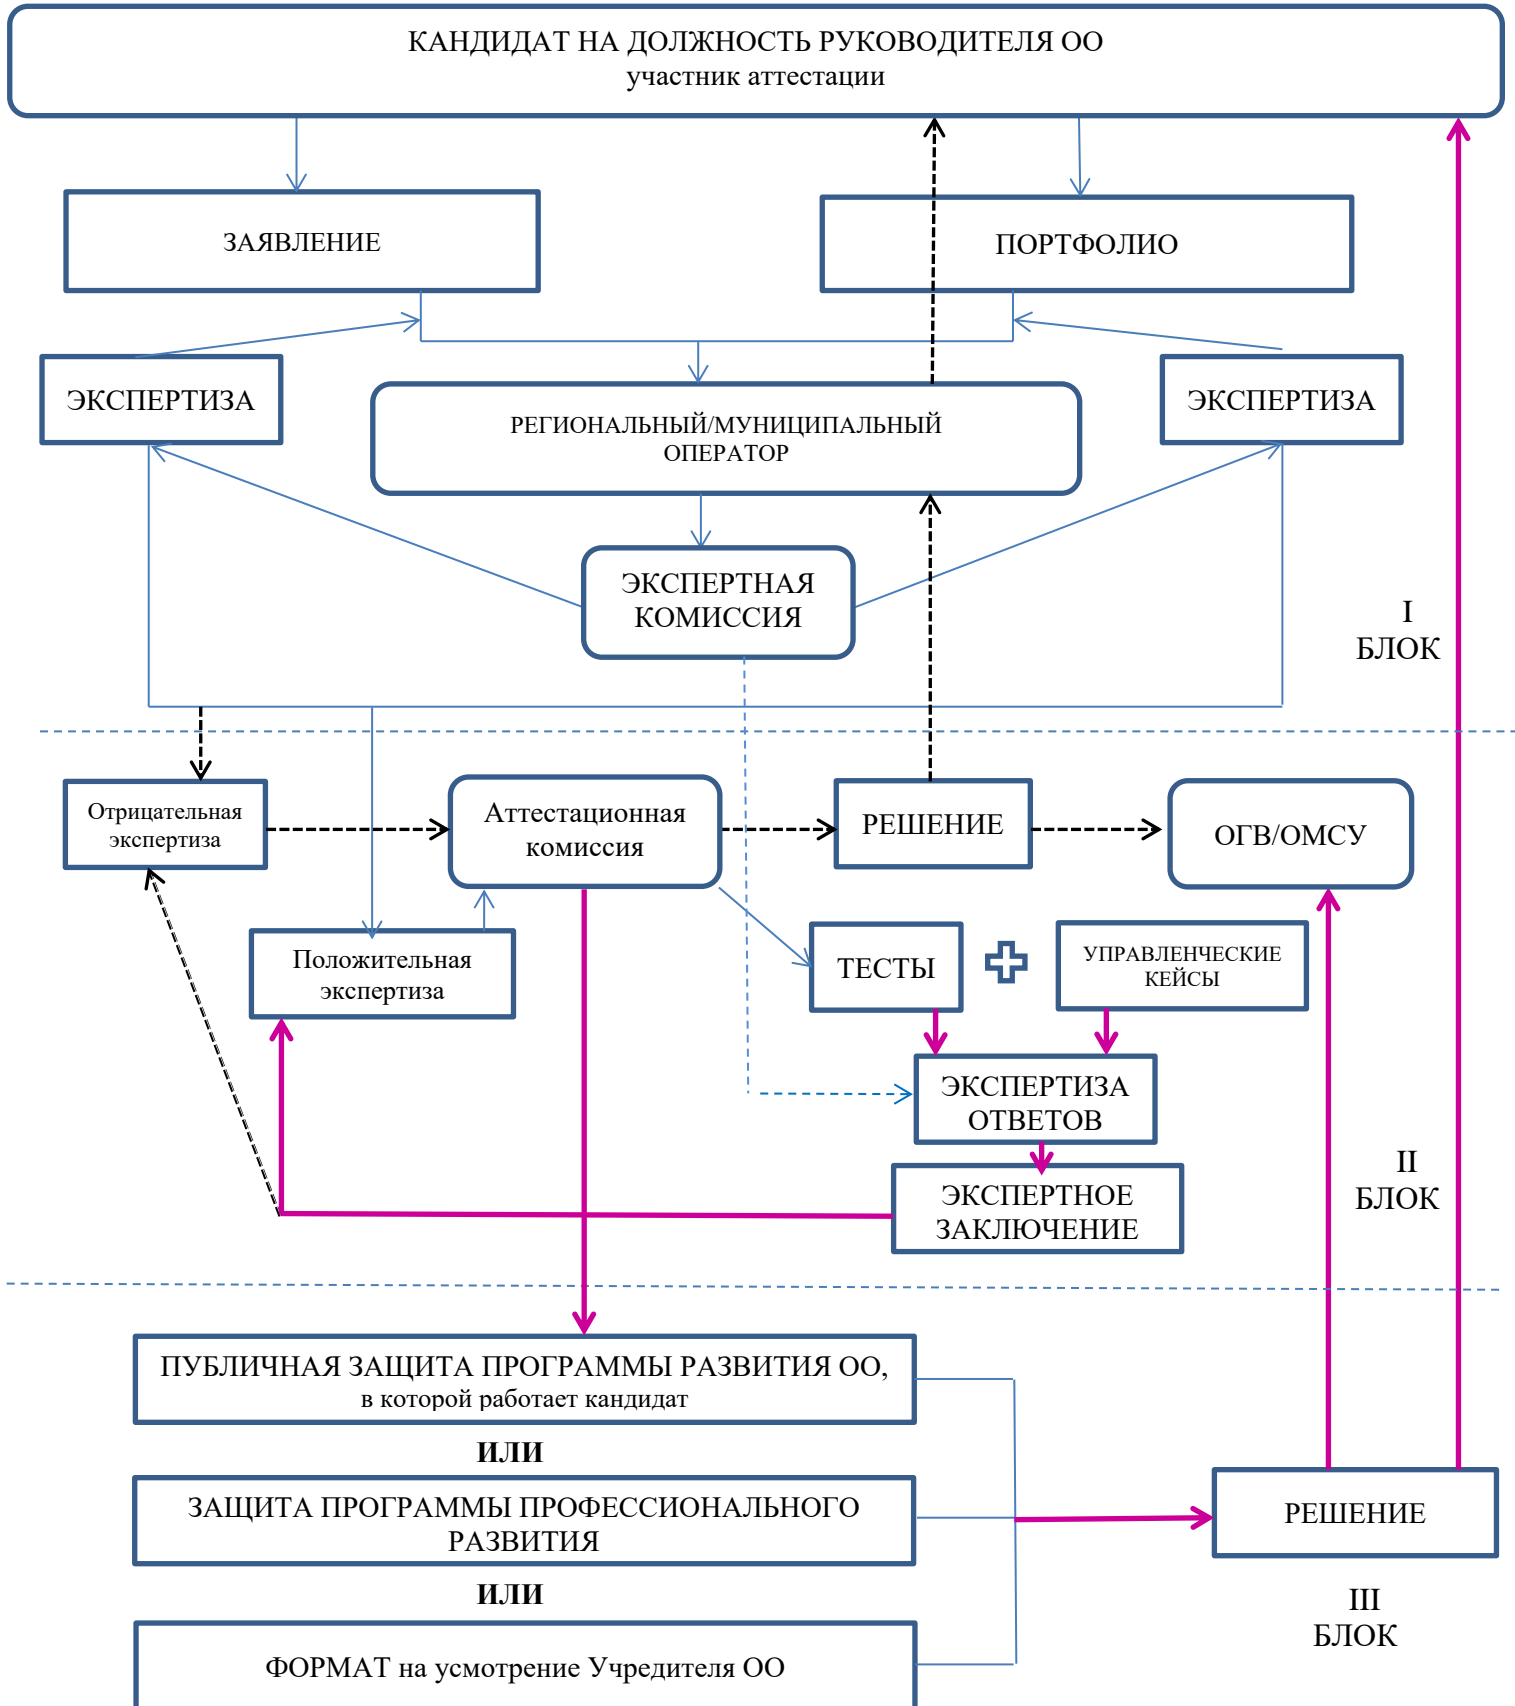 КАНДИДАТ НА ДОЛЖНОСТЬ РУКОВОДИТЕЛЯ ОО
участник аттестации
ЗАЯВЛЕНИЕ
ПОРТФОЛИО
ЭКСПЕРТИЗА
РЕГИОНАЛЬНЫЙ/МУНИЦИПАЛЬНЫЙ
ОПЕРАТОР
ЭКСПЕРТИЗА
ЭКСПЕРТНАЯ
КОМИССИЯ
I
БЛОК
Отрицательная
экспертиза
Аттестационная
комиссия
РЕШЕНИЕ
ОГВ/ОМСУ
Положительная
экспертиза
ТЕСТЫ
УПРАВЛЕНЧЕСКИЕ
КЕЙСЫ
ЭКСПЕРТИЗА
ОТВЕТОВ
ЭКСПЕРТНОЕ
ЗАКЛЮЧЕНИЕ
II
БЛОК
ПУБЛИЧНАЯ ЗАЩИТА ПРОГРАММЫ РАЗВИТИЯ ОО,
в которой работает кандидат
ИЛИ
ЗАЩИТА ПРОГРАММЫ ПРОФЕССИОНАЛЬНОГО
РАЗВИТИЯ
РЕШЕНИЕ
ИЛИ
ФОРМАТ на усмотрение Учредителя ОО
III
БЛОК